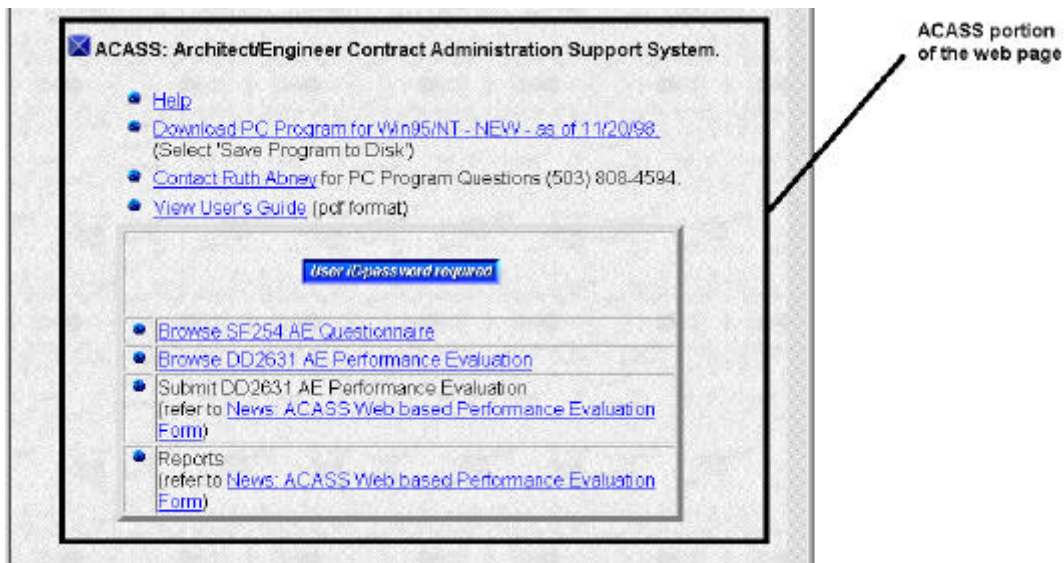 ACASS: Architect/Engineer Contract Administration Support System.
ACASS portion
of the web page
Help
Download PC Program for Win95/NT - NEW - as of 11/20/98.
(Select 'Save Program to Disk')
Contact Ruth Abney for PC Program Questions (503) 808-4594.
View User's Guide (pdf format)
User ID-password required
Browse SF254 AE Questionnaire
Browse DD2631 AE Performance Evaluation
Submit DD2631 AE Performance Evaluation
(refer to News: ACASS Web based Performance Evaluation
Form)
Reports
(refer to News: ACASS Web based Performance Evaluation
Form)